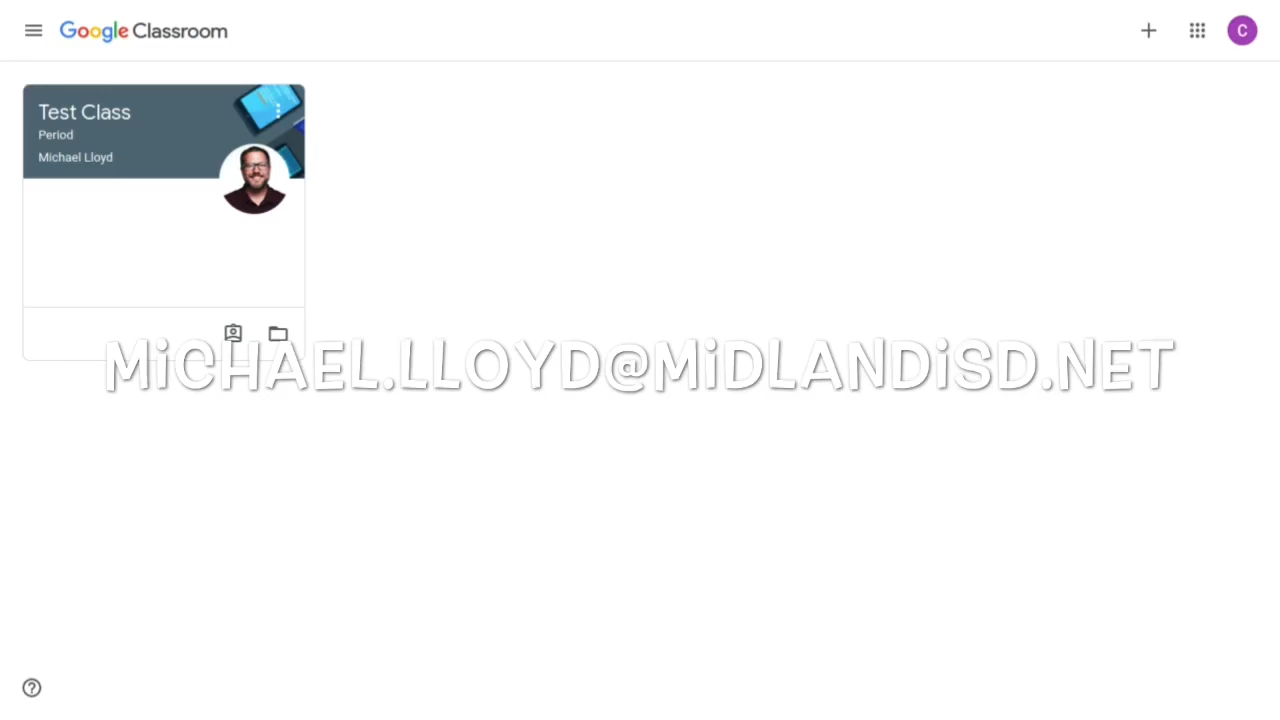 Google Classroom
C
Test Class
Period
Michael Lloyd
MiCHAEL.LLOYD@MiDLANDiSD.NET
?